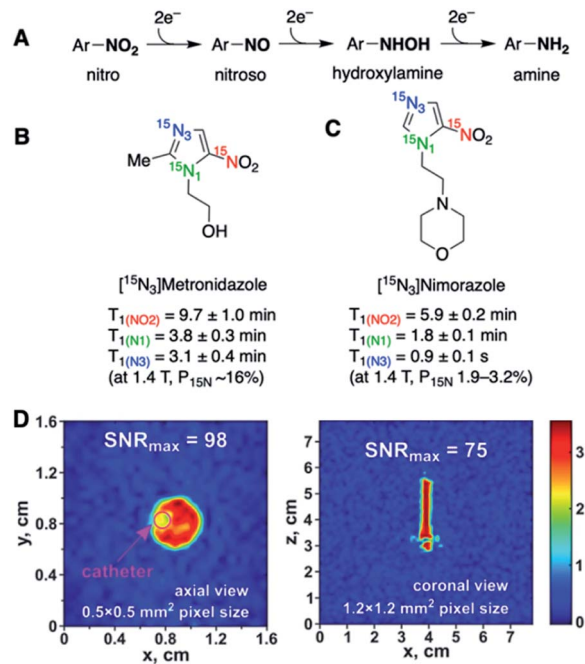 A
Ar–NO₂ 2e⁻ Ar–NO 2e⁻ Ar–NHOH 2e⁻ Ar–NH₂
nitro nitroso hydroxylamine amine
B
¹⁵N₃
Me
¹⁵N₁
¹⁵NO₂
OH
[¹⁵N₃]Metronidazole
T₁(NO2) = 9.7 ± 1.0 min
T₁(N1) = 3.8 ± 0.3 min
T₁(N3) = 3.1 ± 0.4 min
(at 1.4 T, P₁₅N ~16%)
C
¹⁵N₃
¹⁵N₁
¹⁵NO₂
N
O
[¹⁵N₃]Nimorazole
T₁(NO2) = 5.9 ± 0.2 min
T₁(N1) = 1.8 ± 0.1 min
T₁(N3) = 0.9 ± 0.1 s
(at 1.4 T, P₁₅N 1.9–3.2%)
D
SNRmax = 98
catheter
axial view
0.5×0.5 mm² pixel size
y, cm
1.6
1.2
0.8
0.4
0
0 0.4 0.8 1.2 1.6
x, cm
SNRmax = 75
coronal view
1.2×1.2 mm² pixel size
z, cm
7
6
5
4
3
2
1
0
0 1 2 3 4 5 6 7
x, cm
3
2
1
0